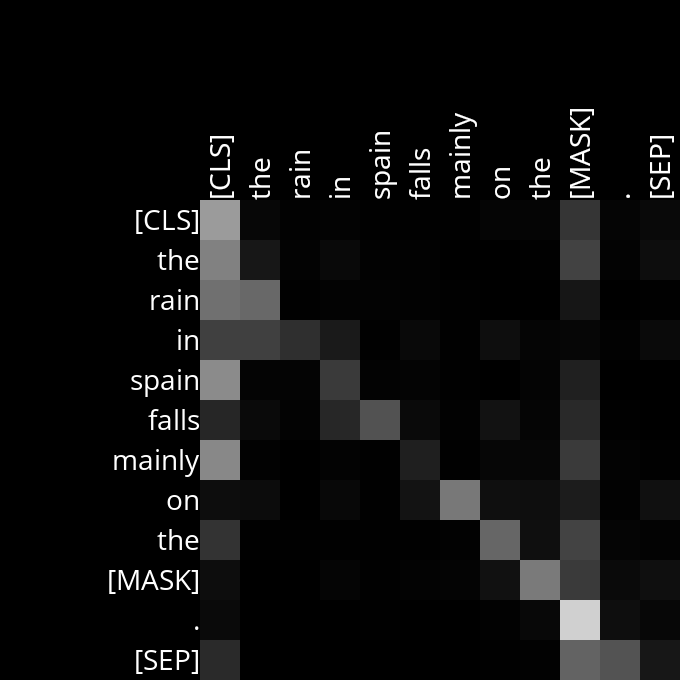 [CLS] the rain in spain falls mainly on the [MASK] . [SEP]
[CLS]
the
rain
in
spain
falls
mainly
on
the
[MASK]
.
[SEP]